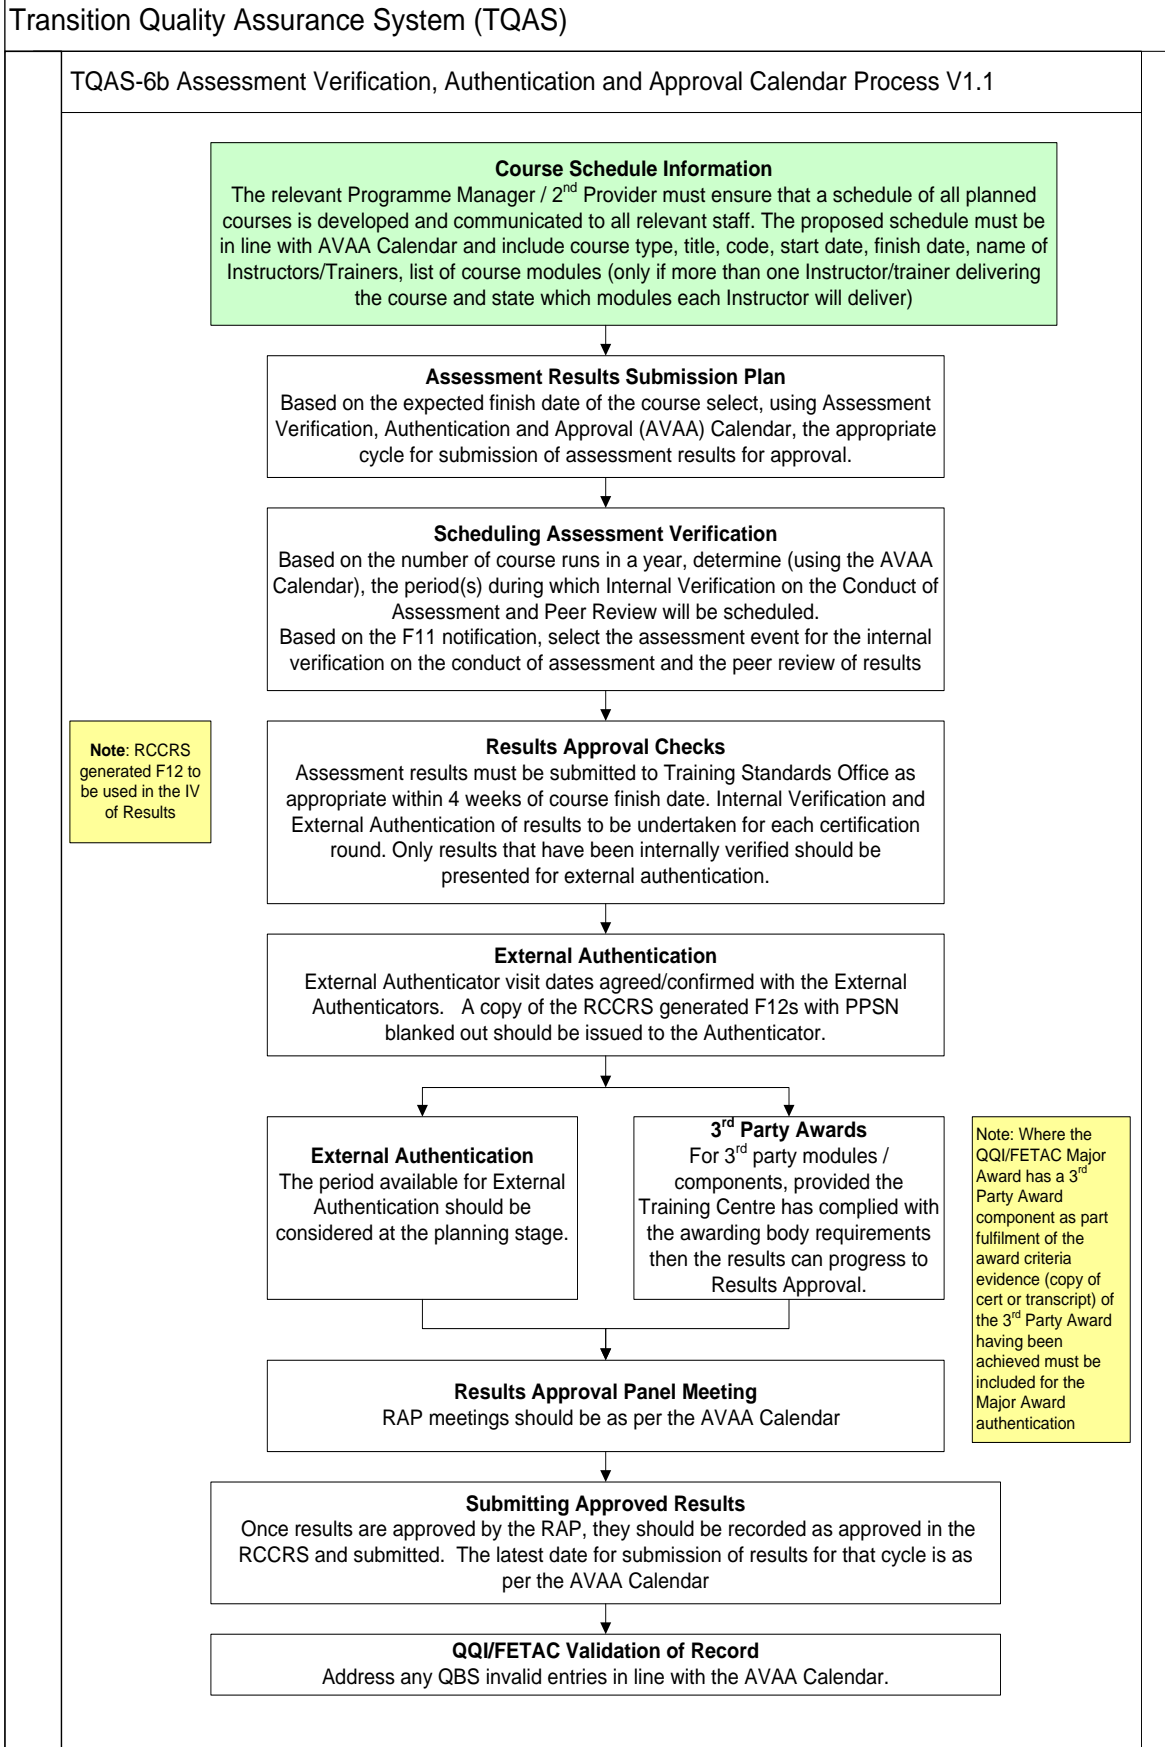 Transition Quality Assurance System (TQAS)
TQAS-6b Assessment Verification, Authentication and Approval Calendar Process V1.1
Course Schedule Information
The relevant Programme Manager / 2nd Provider must ensure that a schedule of all planned
courses is developed and communicated to all relevant staff. The proposed schedule must be
in line with AVAA Calendar and include course type, title, code, start date, finish date, name of
Instructors/Trainers, list of course modules (only if more than one Instructor/trainer delivering
the course and state which modules each Instructor will deliver)
Assessment Results Submission Plan
Based on the expected finish date of the course select, using Assessment
Verification, Authentication and Approval (AVAA) Calendar, the appropriate
cycle for submission of assessment results for approval.
Scheduling Assessment Verification
Based on the number of course runs in a year, determine (using the AVAA
Calendar), the period(s) during which Internal Verification on the Conduct of
Assessment and Peer Review will be scheduled.
Based on the F11 notification, select the assessment event for the internal
verification on the conduct of assessment and the peer review of results
Note: RCCRS
generated F12 to
be used in the IV
of Results
Results Approval Checks
Assessment results must be submitted to Training Standards Office as
appropriate within 4 weeks of course finish date. Internal Verification and
External Authentication of results to be undertaken for each certification
round. Only results that have been internally verified should be
presented for external authentication.
External Authentication
External Authenticator visit dates agreed/confirmed with the External
Authenticators.   A copy of the RCCRS generated F12s with PPSN
blanked out should be issued to the Authenticator.
External Authentication
The period available for External
Authentication should be
considered at the planning stage.
3rd Party Awards
For 3rd party modules /
components, provided the
Training Centre has complied with
the awarding body requirements
then the results can progress to
Results Approval.
Note: Where the
QQI/FETAC Major
Award has a 3rd
Party Award
component as part
fulfilment of the
award criteria
evidence (copy of
cert or transcript) of
the 3rd Party Award
having been
achieved must be
included for the
Major Award
authentication
Results Approval Panel Meeting
RAP meetings should be as per the AVAA Calendar
Submitting Approved Results
Once results are approved by the RAP, they should be recorded as approved in the
RCCRS and submitted.  The latest date for submission of results for that cycle is as
per the AVAA Calendar
QQI/FETAC Validation of Record
Address any QBS invalid entries in line with the AVAA Calendar.